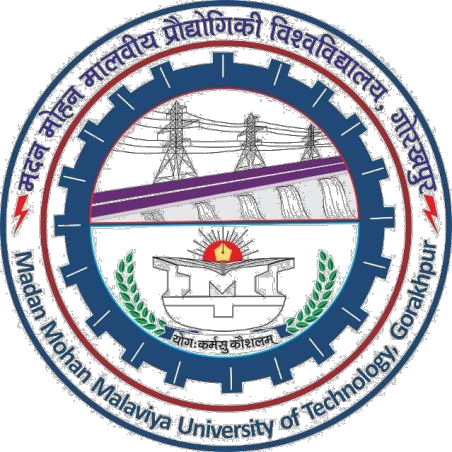 मदन मोहन मालवीय प्रौद्योगिकी विश्वविद्यालय, गोरखपुर
योगः कर्मसु कौशलम्
Madan Mohan Malaviya University of Technology, Gorakhpur